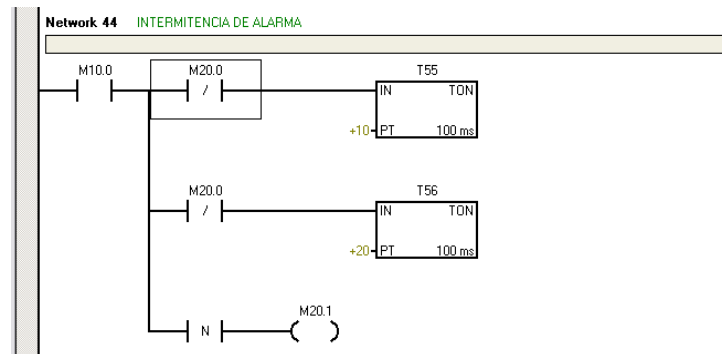 Network 44 INTERMITENCIA DE ALARMA
M10.0 M20.0 T55
/ IN TON
+10 PT 100 ms
M20.0 T56
/ IN TON
+20 PT 100 ms
M20.1
N